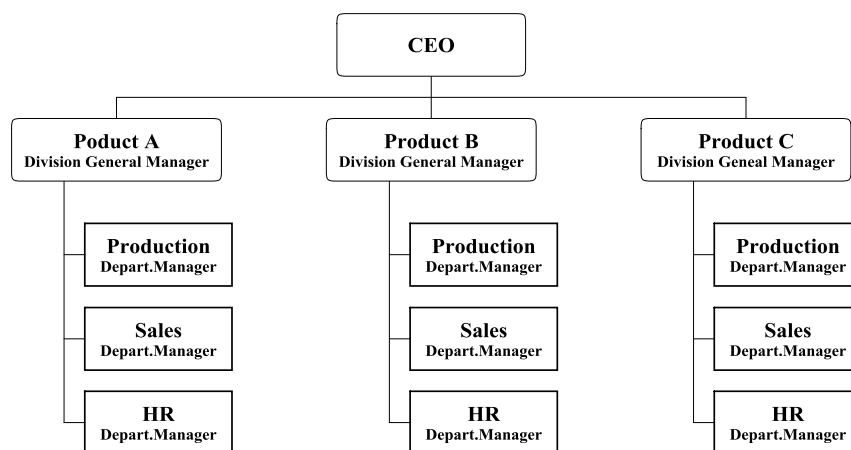 CEO
Poduct A
Division General Manager
Product B
Division General Manager
Product C
Division Geneal Manager
Production
Depart.Manager
Production
Depart.Manager
Production
Depart.Manager
Sales
Depart.Manager
Sales
Depart.Manager
Sales
Depart.Manager
HR
Depart.Manager
HR
Depart.Manager
HR
Depart.Manager